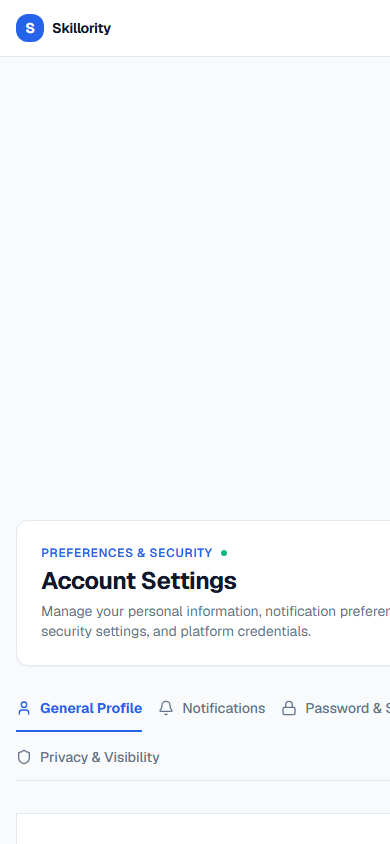 S Skillority
PREFERENCES & SECURITY
Account Settings
Manage your personal information, notification
security settings, and platform credentials.
General Profile Notifications Password &
Privacy & Visibility